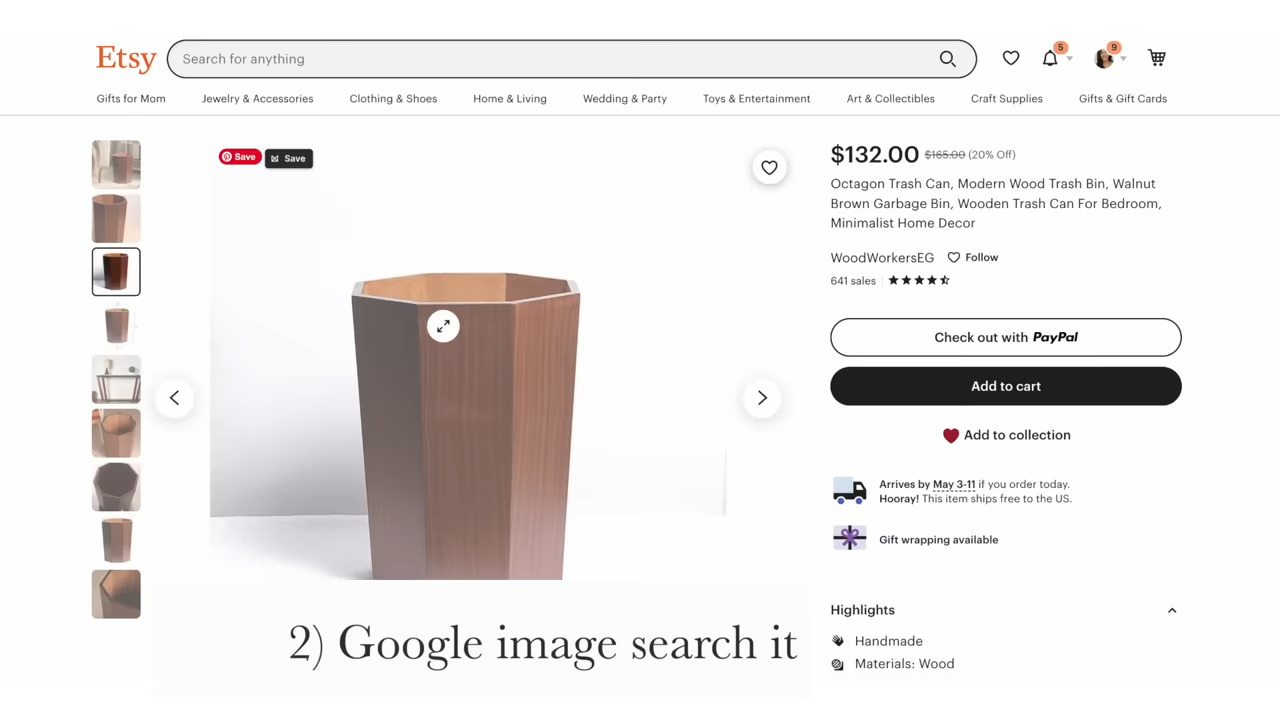 Etsy
Search for anything
5
9
Gifts for Mom Jewelry & Accessories Clothing & Shoes Home & Living Wedding & Party Toys & Entertainment Art & Collectibles Craft Supplies Gifts & Gift Cards
Save Save
$132.00 $165.00 (20% Off)
Octagon Trash Can, Modern Wood Trash Bin, Walnut
Brown Garbage Bin, Wooden Trash Can For Bedroom,
Minimalist Home Decor
WoodWorkersEG Follow
641 sales
Check out with PayPal
Add to cart
Add to collection
Arrives by May 3-11 if you order today.
Hooray! This item ships free to the US.
Gift wrapping available
Highlights
Handmade
Materials: Wood
2) Google image search it